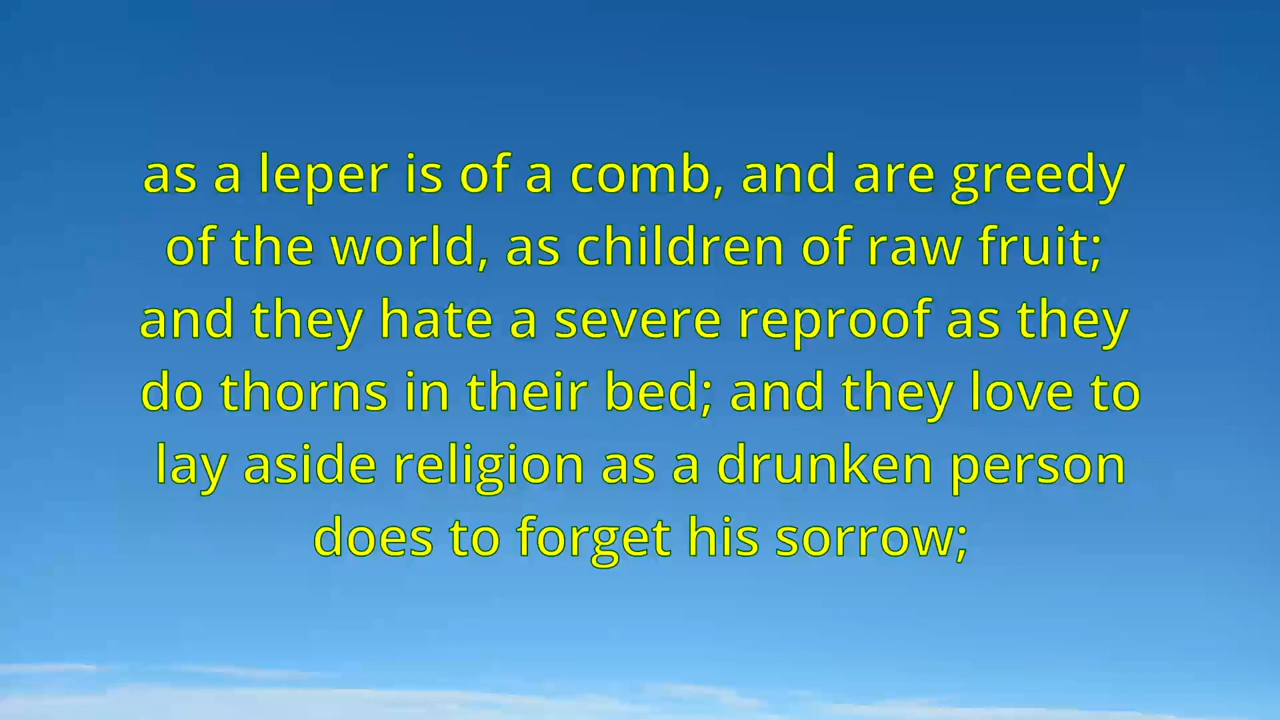 as a leper is of a comb, and are greedy
of the world, as children of raw fruit;
and they hate a severe reproof as they
do thorns in their bed; and they love to
lay aside religion as a drunken person
does to forget his sorrow;